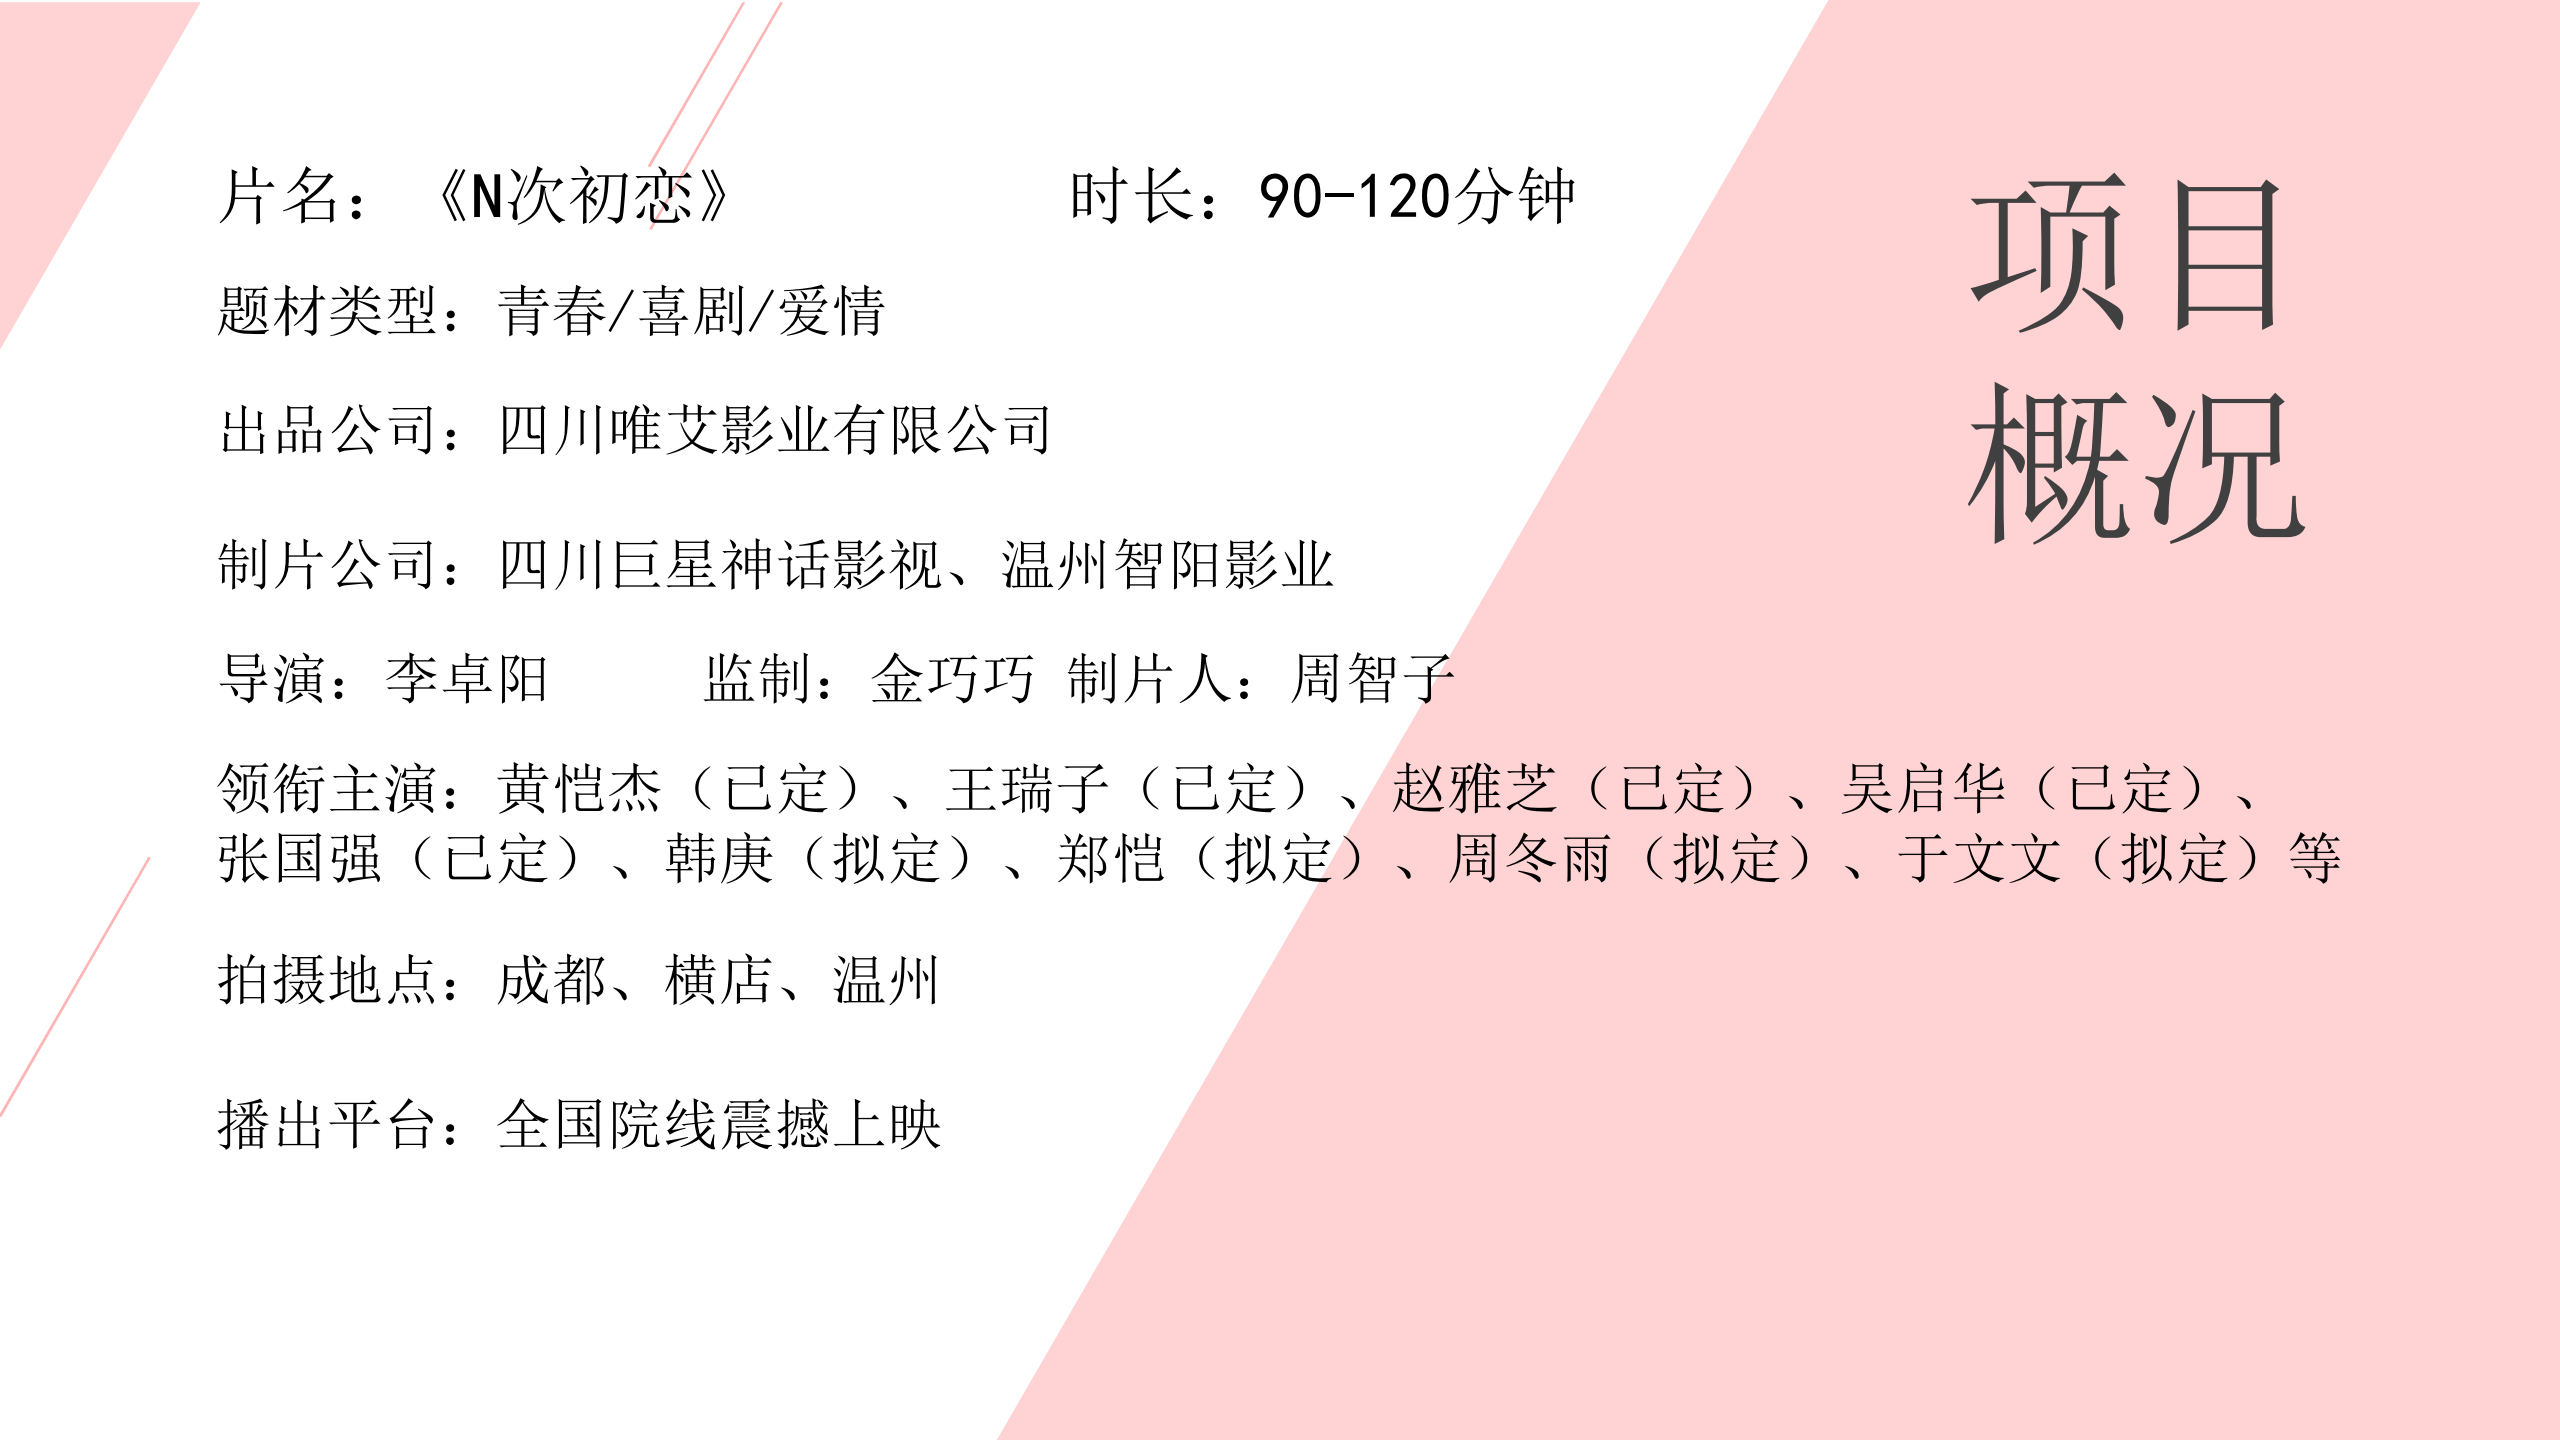 项目
概况
片名：《N次初恋》 时长：90-120分钟
题材类型：青春/喜剧/爱情
出品公司：四川唯艾影业有限公司
制片公司：四川巨星神话影视、温州智阳影业
导演：李卓阳 监制：金巧巧 制片人：周智子
领衔主演：黄恺杰（已定）、王瑞子（已定）、赵雅芝（已定）、吴启华（已定）、
张国强（已定）、韩庚（拟定）、郑恺（拟定）、周冬雨（拟定）、于文文（拟定）等
拍摄地点：成都、横店、温州
播出平台：全国院线震撼上映